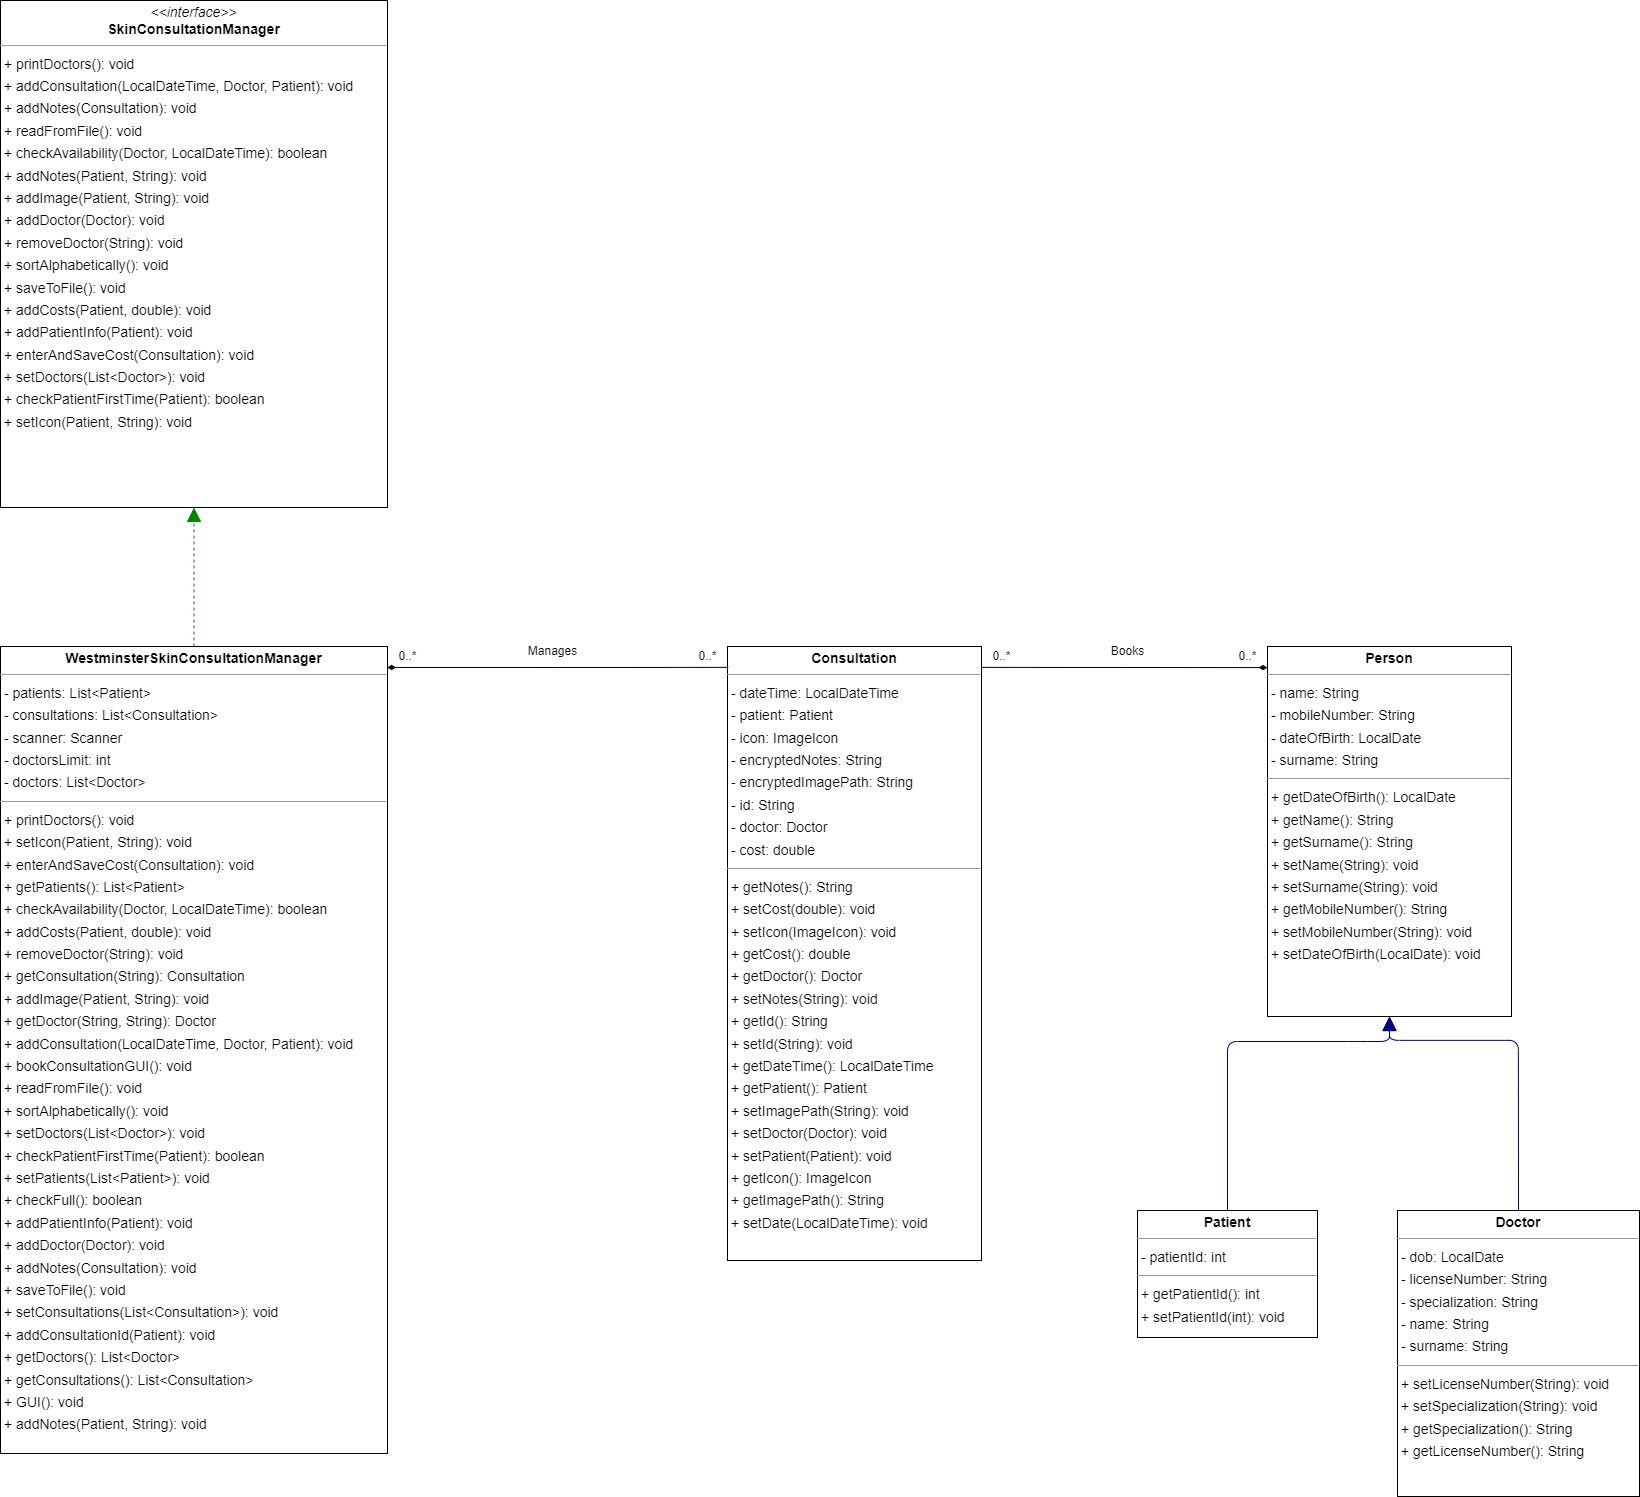 <<interface>>
SkinConsultationManager
+ printDoctors(): void
+ addConsultation(LocalDateTime, Doctor, Patient): void
+ addNotes(Consultation): void
+ readFromFile(): void
+ checkAvailability(Doctor, LocalDateTime): boolean
+ addNotes(Patient, String): void
+ addImage(Patient, String): void
+ addDoctor(Doctor): void
+ removeDoctor(String): void
+ sortAlphabetically(): void
+ saveToFile(): void
+ addCosts(Patient, double): void
+ addPatientInfo(Patient): void
+ enterAndSaveCost(Consultation): void
+ setDoctors(List<Doctor>): void
+ checkPatientFirstTime(Patient): boolean
+ setIcon(Patient, String): void
WestminsterSkinConsultationManager
- patients: List<Patient>
- consultations: List<Consultation>
- scanner: Scanner
- doctorsLimit: int
- doctors: List<Doctor>
+ printDoctors(): void
+ setIcon(Patient, String): void
+ enterAndSaveCost(Consultation): void
+ getPatients(): List<Patient>
+ checkAvailability(Doctor, LocalDateTime): boolean
+ addCosts(Patient, double): void
+ removeDoctor(String): void
+ getConsultation(String): Consultation
+ addImage(Patient, String): void
+ getDoctor(String, String): Doctor
+ addConsultation(LocalDateTime, Doctor, Patient): void
+ bookConsultationGUI(): void
+ readFromFile(): void
+ sortAlphabetically(): void
+ setDoctors(List<Doctor>): void
+ checkPatientFirstTime(Patient): boolean
+ setPatients(List<Patient>): void
+ checkFull(): boolean
+ addPatientInfo(Patient): void
+ addDoctor(Doctor): void
+ addNotes(Consultation): void
+ saveToFile(): void
+ setConsultations(List<Consultation>): void
+ addConsultationId(Patient): void
+ getDoctors(): List<Doctor>
+ getConsultations(): List<Consultation>
+ GUI(): void
+ addNotes(Patient, String): void
0..*
Manages
0..*
Consultation
- dateTime: LocalDateTime
- patient: Patient
- icon: ImageIcon
- encryptedNotes: String
- encryptedImagePath: String
- id: String
- doctor: Doctor
- cost: double
+ getNotes(): String
+ setCost(double): void
+ setIcon(ImageIcon): void
+ getCost(): double
+ getDoctor(): Doctor
+ setNotes(String): void
+ getId(): String
+ setId(String): void
+ getDateTime(): LocalDateTime
+ getPatient(): Patient
+ setImagePath(String): void
+ setDoctor(Doctor): void
+ setPatient(Patient): void
+ getIcon(): ImageIcon
+ getImagePath(): String
+ setDate(LocalDateTime): void
0..*
Books
0..*
Person
- name: String
- mobileNumber: String
- dateOfBirth: LocalDate
- surname: String
+ getDateOfBirth(): LocalDate
+ getName(): String
+ getSurname(): String
+ setName(String): void
+ setSurname(String): void
+ getMobileNumber(): String
+ setMobileNumber(String): void
+ setDateOfBirth(LocalDate): void
Patient
- patientId: int
+ getPatientId(): int
+ setPatientId(int): void
Doctor
- dob: LocalDate
- licenseNumber: String
- specialization: String
- name: String
- surname: String
+ setLicenseNumber(String): void
+ setSpecialization(String): void
+ getSpecialization(): String
+ getLicenseNumber(): String